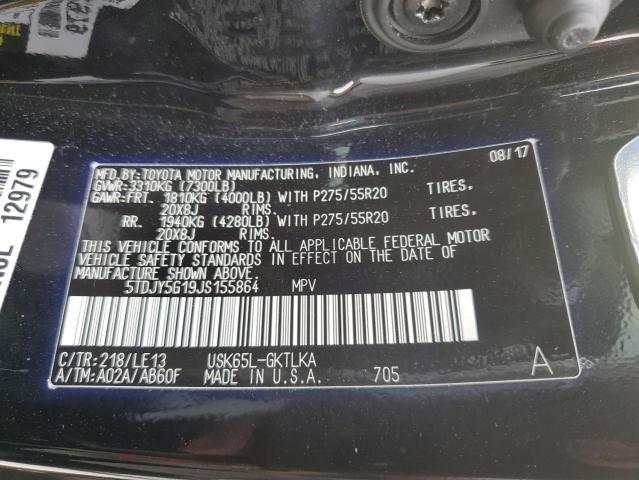 MFD.BY:TOYOTA MOTOR MANUFACTURING, INDIANA, INC. 08/17
GVWR:3310KG (7300LB)
GAWR:FRT. 1810KG (4000LB) WITH P275/55R20 TIRES,
20X8J RIMS.
RR. 1940KG (4280LB) WITH P275/55R20 TIRES,
20X8J RIMS.
THIS VEHICLE CONFORMS TO ALL APPLICABLE FEDERAL MOTOR
VEHICLE SAFETY STANDARDS IN EFFECT ON THE DATE OF
MANUFACTURE SHOWN ABOVE.
5TDJY5G19JS155864 MPV
C/TR:218/LE13 USK65L-GKTLKA
A/TM:A02A/AB60F MADE IN U.S.A. 705 A
12979